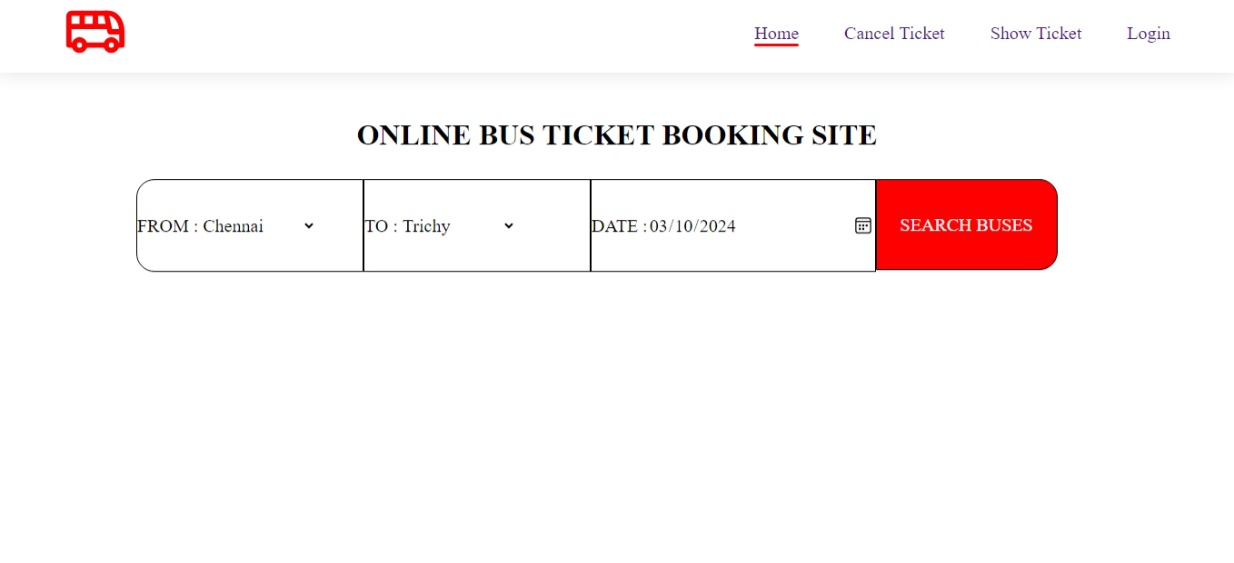 Home Cancel Ticket Show Ticket Login
ONLINE BUS TICKET BOOKING SITE
FROM : Chennai TO : Trichy DATE : 03/10/2024 SEARCH BUSES